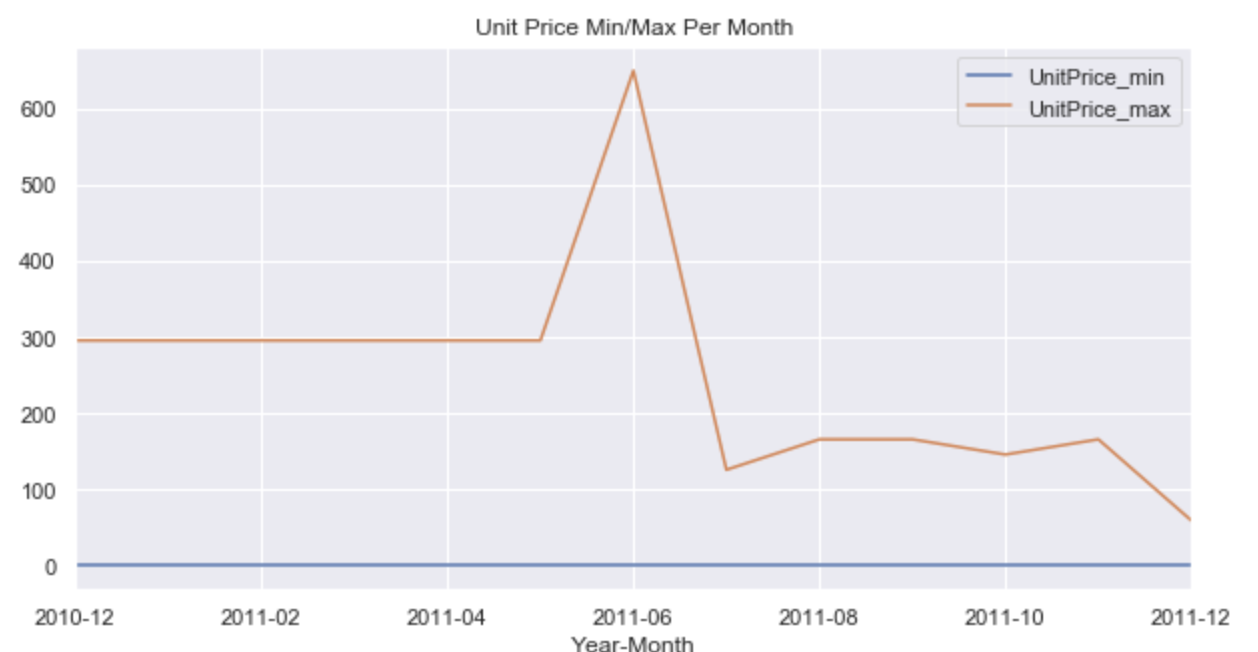 Unit Price Min/Max Per Month
UnitPrice_min
UnitPrice_max
600
500
400
300
200
100
0
2010-12 2011-02 2011-04 2011-06 2011-08 2011-10 2011-12
Year-Month